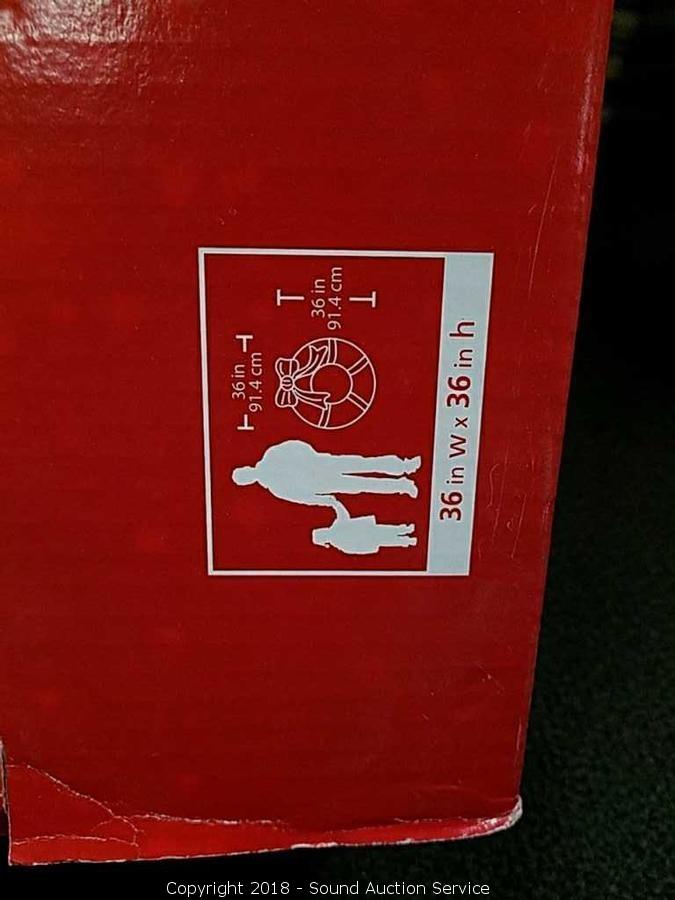 36 in
91.4 cm
36 in
91.4 cm
36 in w x 36 in h
Copyright 2018 - Sound Auction Service